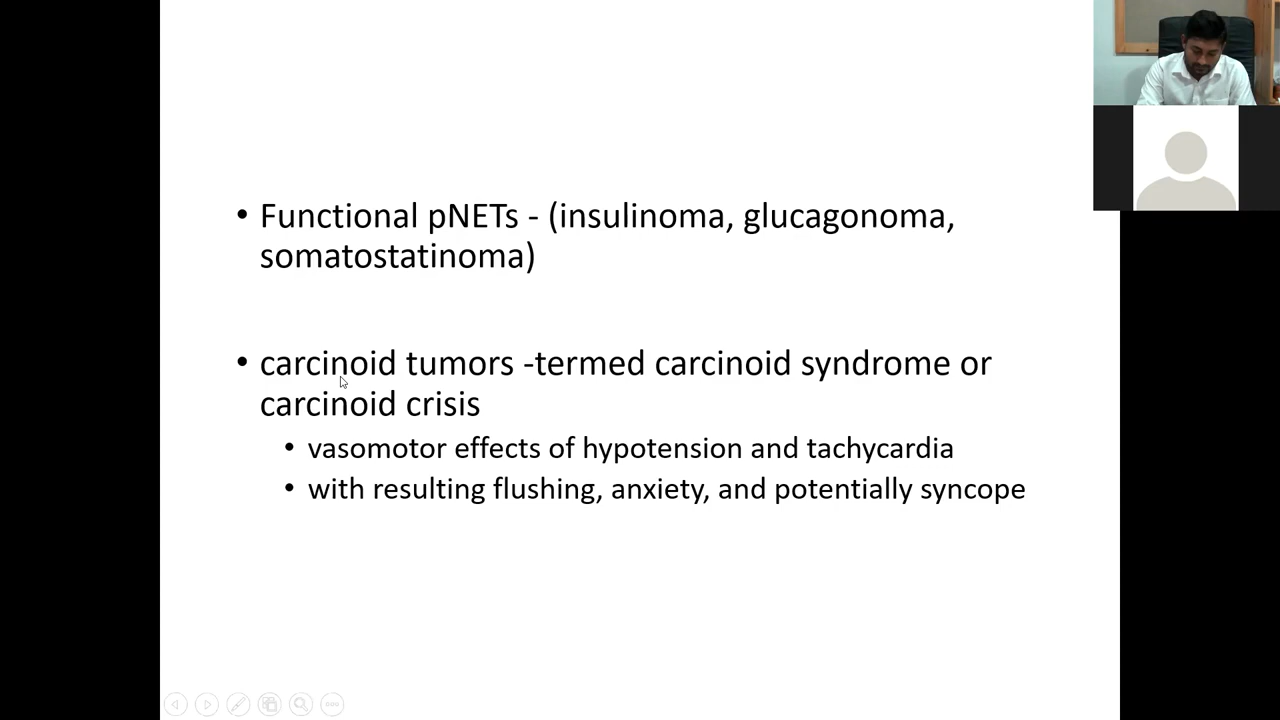 • Functional pNETs - (insulinoma, glucagonoma,
somatostatinoma)
• carcinoid tumors -termed carcinoid syndrome or
carcinoid crisis
• vasomotor effects of hypotension and tachycardia
• with resulting flushing, anxiety, and potentially syncope